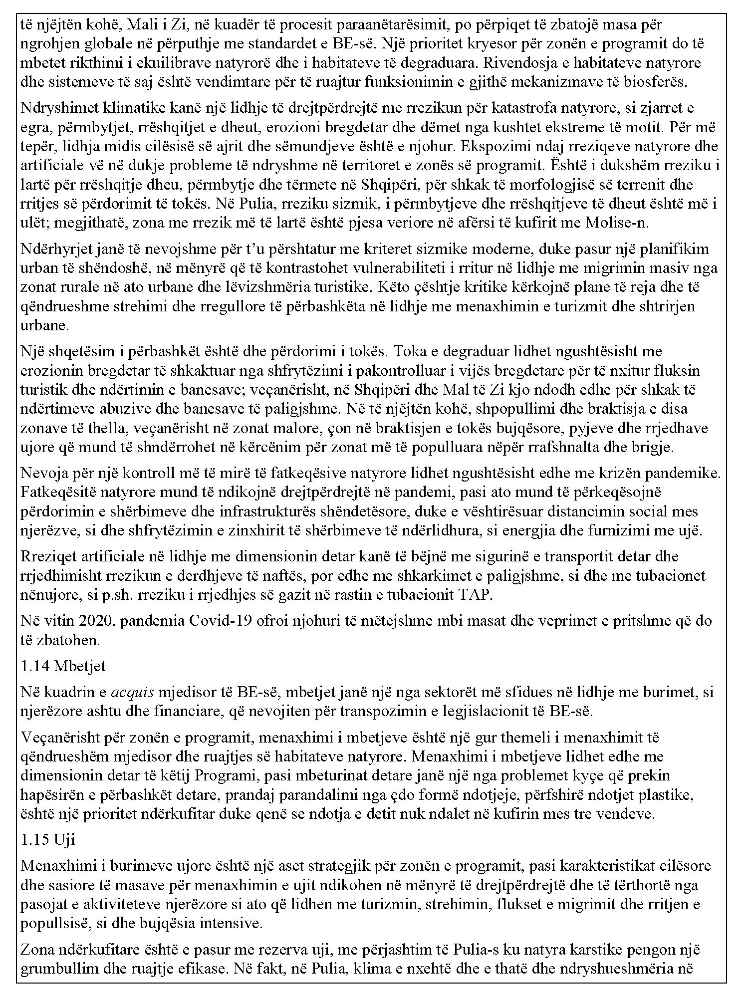 të njëjtën kohë, Mali i Zi, në kuadër të procesit paraanëtarësimit, po përpiqet të zbatojë masa për
ngrohjen globale në përputhje me standardet e BE-së. Një prioritet kryesor për zonën e programit do të
mbetet rikthimi i ekuilibrave natyrorë dhe i habitateve të degraduara. Rivendosja e habitateve natyrore
dhe sistemeve të saj është vendimtare për të ruajtur funksionimin e gjithë mekanizmave të biosferës.
Ndryshimet klimatike kanë një lidhje të drejtpërdrejtë me rrezikun për katastrofa natyrore, si zjarret e
egra, përmbytjet, rrëshqitjet e dheut, erozioni bregdetar dhe dëmet nga kushtet ekstreme të motit. Për më
tepër, lidhja midis cilësisë së ajrit dhe sëmundjeve është e njohur. Ekspozimi ndaj rreziqeve natyrore dhe
artificiale vë në dukje probleme të ndryshme në territoret e zonës së programit. Është i dukshëm rreziku i
lartë për rrëshqitje dheu, përmbytje dhe tërmete në Shqipëri, për shkak të morfologjisë së terrenit dhe
rritjes së përdorimit të tokës. Në Pulia, rreziku sizmik, i përmbytjeve dhe rrëshqitjeve të dheut është më i
ulët; megjithatë, zona me rrezik më të lartë është pjesa veriore në afërsi të kufirit me Molise-n.
Ndërhyrjet janë të nevojshme për t’u përshtatur me kriteret sizmike moderne, duke pasur një planifikim
urban të shëndoshë, në mënyrë që të kontrastohet vulnerabiliteti i rritur në lidhje me migrimin masiv nga
zonat rurale në ato urbane dhe lëvizshmëria turistike. Këto çështje kritike kërkojnë plane të reja dhe të
qëndrueshme strehimi dhe rregullore të përbashkëta në lidhje me menaxhimin e turizmit dhe shtrirjen
urbane.
Një shqetësim i përbashkët është dhe përdorimi i tokës. Toka e degraduar lidhet ngushtësisht me
erozionin bregdetar të shkaktuar nga shfrytëzimi i pakontrolluar i vijës bregdetare për të nxitur fluksin
turistik dhe ndërtimin e banesave; veçanërisht, në Shqipëri dhe Mal të Zi kjo ndodh edhe për shkak të
ndërtimeve abuzive dhe banesave të paligjshme. Në të njëjtën kohë, shpopullimi dhe braktisja e disa
zonave të thella, veçanërisht në zonat malore, çon në braktisjen e tokës bujqësore, pyjeve dhe rrjedhave
ujore që mund të shndërrohet në kërcënim për zonat më të populluara nëpër rrafshnalta dhe brigje.
Nevoja për një kontroll më të mirë të fatkeqësive natyrore lidhet ngushtësisht edhe me krizën pandemike.
Fatkeqësitë natyrore mund të ndikojnë drejtpërdrejtë në pandemi, pasi ato mund të përkeqësojnë
përdorimin e shërbimeve dhe infrastrukturës shëndetësore, duke e vështirësuar distancimin social mes
njerëzve, si dhe shfrytëzimin e zinxhirit të shërbimeve të ndërlidhura, si energjia dhe furnizimi me ujë.
Rreziqet artificiale në lidhje me dimensionin detar kanë të bëjnë me sigurinë e transportit detar dhe
rrjedhimisht rrezikun e derdhjeve të naftës, por edhe me shkarkimet e paligjshme, si dhe me tubacionet
nënujore, si p.sh. rreziku i rrjedhjes së gazit në rastin e tubacionit TAP.
Në vitin 2020, pandemia Covid-19 ofroi njohuri të mëtejshme mbi masat dhe veprimet e pritshme që do
të zbatohen.
1.14 Mbetjet
Në kuadrin e acquis mjedisor të BE-së, mbetjet janë një nga sektorët më sfidues në lidhje me burimet, si
njerëzore ashtu dhe financiare, që nevojiten për transpozimin e legjislacionit të BE-së.
Veçanërisht për zonën e programit, menaxhimi i mbetjeve është një gur themeli i menaxhimit të
qëndrueshëm mjedisor dhe ruajtjes së habitateve natyrore. Menaxhimi i mbetjeve lidhet edhe me
dimensionin detar të këtij Programi, pasi mbeturinat detare janë një nga problemet kyçe që prekin
hapësirën e përbashkët detare, prandaj parandalimi nga çdo formë ndotjeje, përfshirë ndotjet plastike,
është një prioritet ndërkufitar duke qenë se ndotja e detit nuk ndalet në kufirin mes tre vendeve.
1.15 Uji
Menaxhimi i burimeve ujore është një aset strategjik për zonën e programit, pasi karakteristikat cilësore
dhe sasiore të masave për menaxhimin e ujit ndikohen në mënyrë të drejtpërdrejtë dhe të tërthortë nga
pasojat e aktiviteteve njerëzore si ato që lidhen me turizmin, strehimin, flukset e migrimit dhe rritjen e
popullsisë, si dhe bujqësia intensive.
Zona ndërkufitare është e pasur me rezerva uji, me përjashtim të Pulia-s ku natyra karstike pengon një
grumbullim dhe ruajtje efikase. Në fakt, në Pulia, klima e nxehtë dhe e thatë dhe ndryshueshmëria në